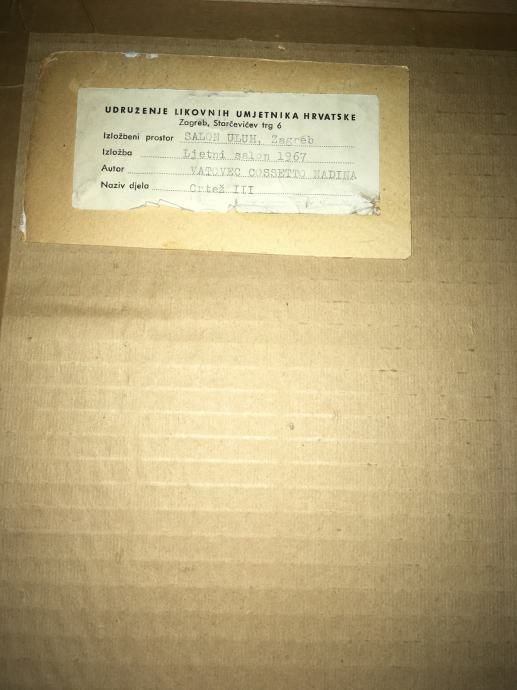 UDRUŽENJE LIKOVNIH UMJETNIKA HRVATSKE
Zagreb, Starčevićev trg 6
Izložbeni prostor SALON ULUH, Zagreb
Izložba Ljetni salon 1967
Autor VATOVEC COSSETTO NADINA
Naziv djela Crtež III